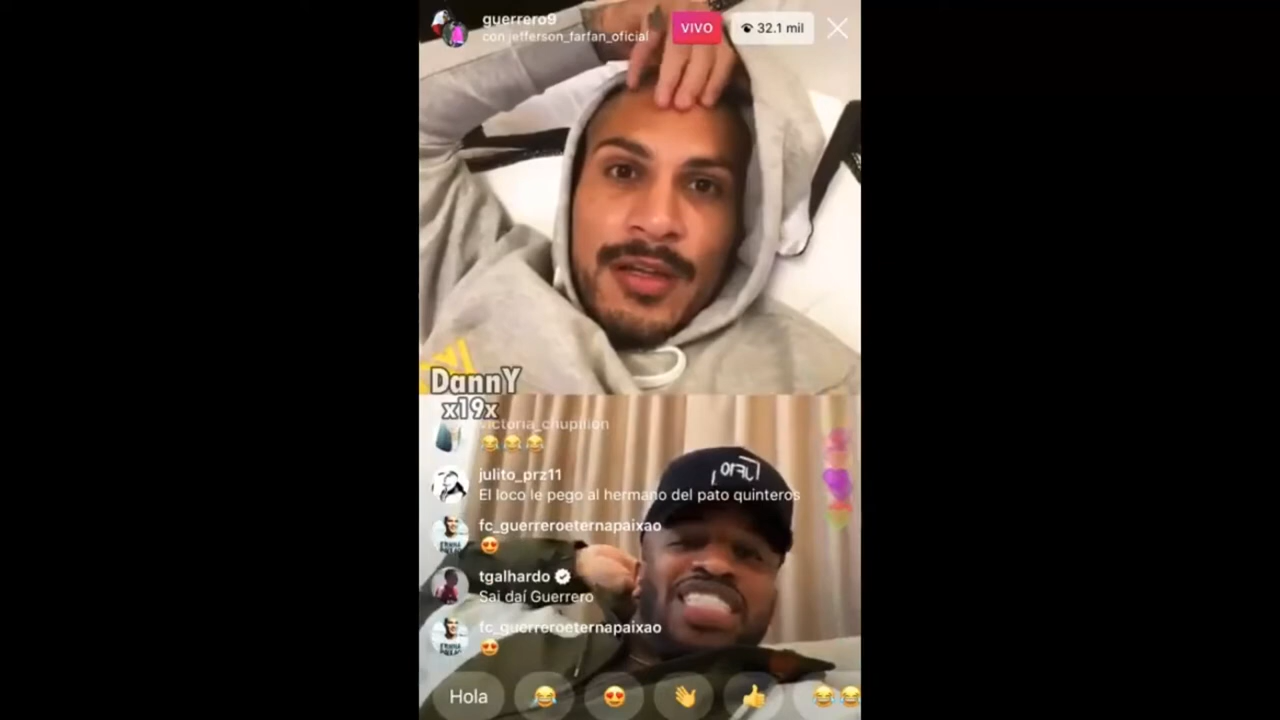 guerrero9
con jefferson_farfan_oficial
VIVO
32.1 mil
DannY
x19x
victoria_chupillon
😂😂😂
julito_prz11
El loco le pego al hermano del pato quinteros
fc_guerreroeternapaixao
😍
tgalhardo
Sai daí Guerrero
fc_guerreroeternapaixao
😍
Hola 😂 😍 👋 👍 😂😂